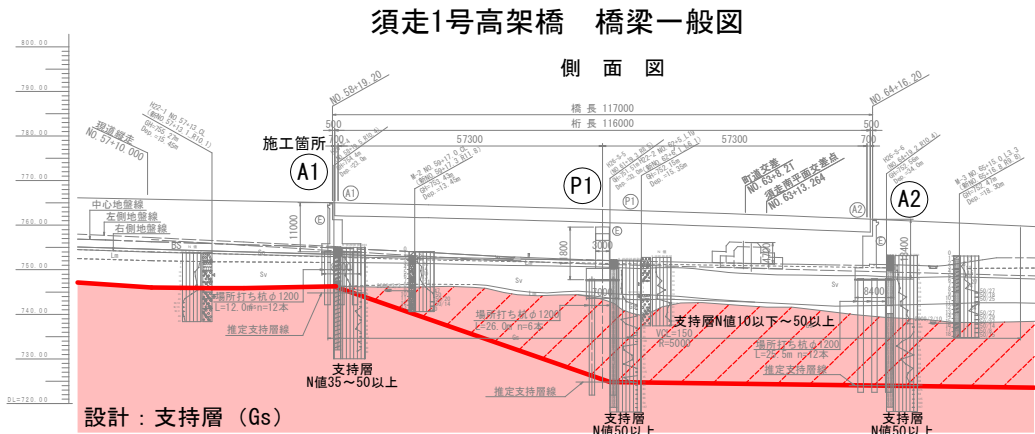 須走1号高架橋 橋梁一般図
側 面 図
800.00
790.00
780.00
770.00
760.00
750.00
740.00
730.00
DL=720.00
NO.58+19.20
NO.64+16.20
橋 長 117000
500
桁 長 116000
500
700
57300
57300
700
現道縦走
NO.57+10.000
施工箇所
A1
P1
A2
町道交差
NO.63+8.21
須走南平面交差点
NO.63+13.264
中心地盤線
左側地盤線
右側地盤線
11000
3000
8400
場所打ち杭φ1200
L=12.0m n=12本
推定支持層線
場所打ち杭φ1200
L=26.0m n=6本
支持層N値10以下~50以上
VCL=150
R=5000
場所打ち杭φ1200
L=25.5m n=12本
推定支持層線
推定支持層線
支持層
N値35~50以上
支持層
N値50以上
支持層
N値50以上
設計:支持層 (Gs)